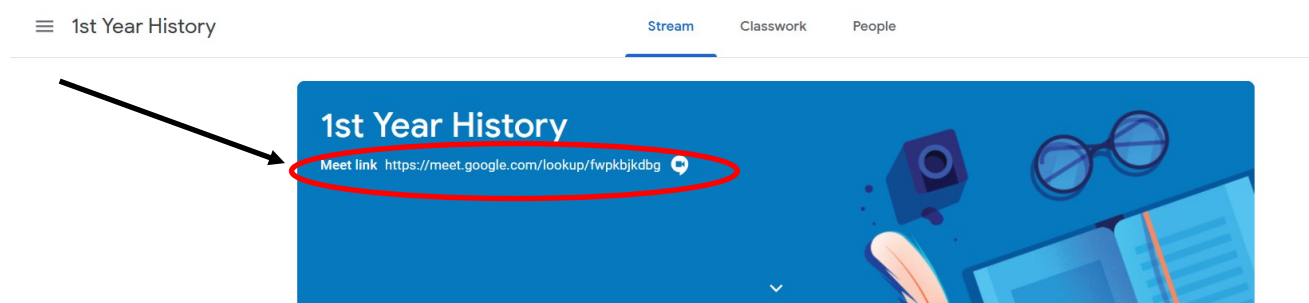 1st Year History
Stream Classwork People
1st Year History
Meet link https://meet.google.com/lookup/fwpkbjkdbg